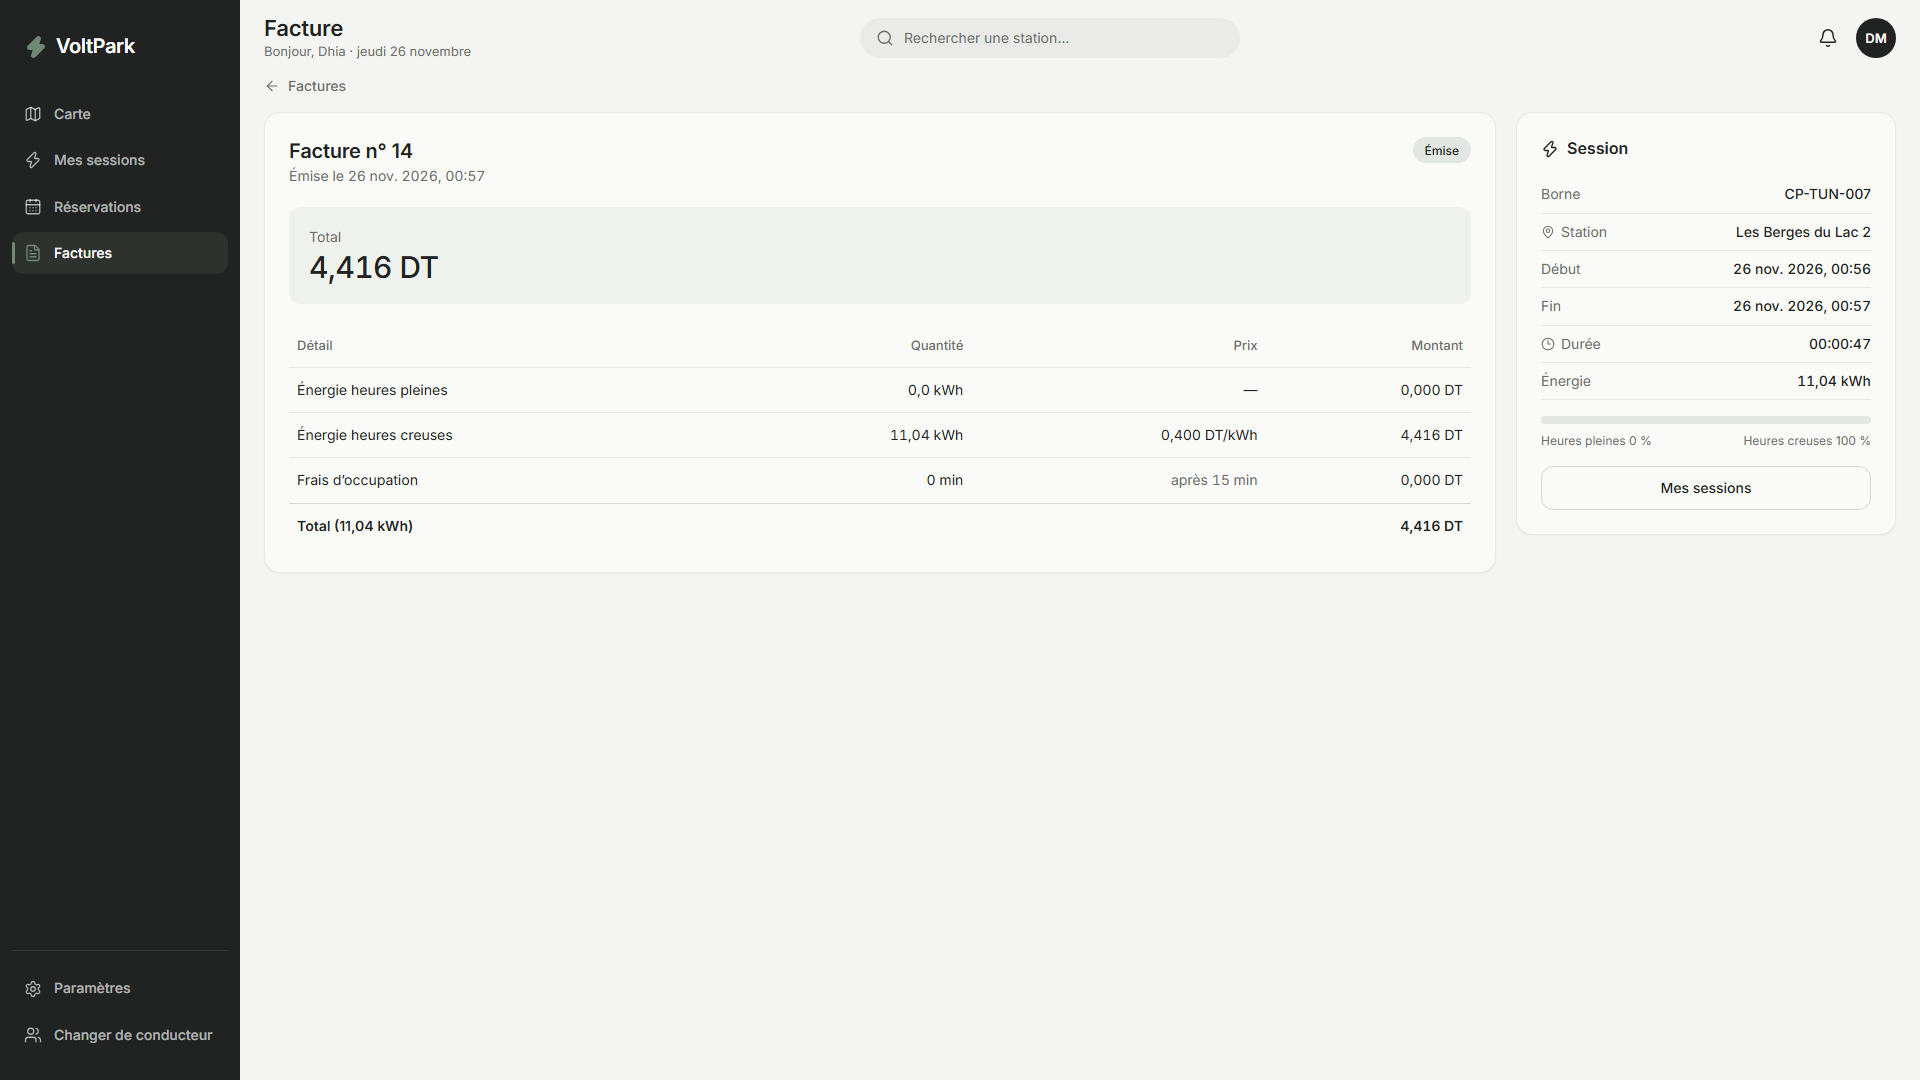 VoltPark
Carte
Mes sessions
Réservations
Factures
Paramètres
Changer de conducteur
Facture
Bonjour, Dhia · jeudi 26 novembre
Rechercher une station...
DM
Factures
Facture n° 14
Émise le 26 nov. 2026, 00:57
Émise
Total
4,416 DT
Détail Quantité Prix Montant
Énergie heures pleines 0,0 kWh — 0,000 DT
Énergie heures creuses 11,04 kWh 0,400 DT/kWh 4,416 DT
Frais d’occupation 0 min après 15 min 0,000 DT
Total (11,04 kWh) 4,416 DT
Session
Borne CP-TUN-007
Station Les Berges du Lac 2
Début 26 nov. 2026, 00:56
Fin 26 nov. 2026, 00:57
Durée 00:00:47
Énergie 11,04 kWh
Heures pleines 0 % Heures creuses 100 %
Mes sessions